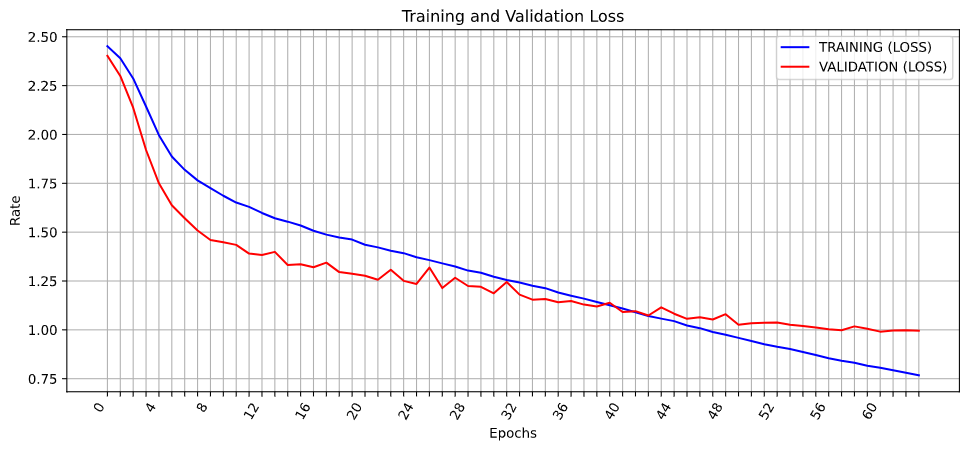 Training and Validation Loss
TRAINING (LOSS)
VALIDATION (LOSS)
Rate
2.50
2.25
2.00
1.75
1.50
1.25
1.00
0.75
0 4 8 12 16 20 24 28 32 36 40 44 48 52 56 60
Epochs